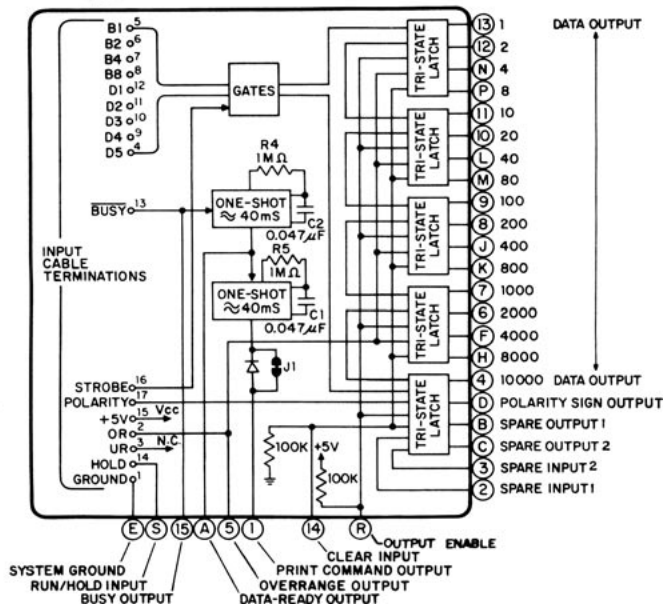 B1 5
B2 6
B4 7
B8 8
D1 12
D2 11
D3 10
D4 9
D5 4
GATES
R4
1MΩ
BUSY 13
ONE-SHOT
≈ 40mS
C2
0.047µF
R5
1MΩ
INPUT
CABLE
TERMINATIONS
ONE-SHOT
≈ 40mS
C1
0.047µF
J1
STROBE 16
POLARITY 17
+5V 15 Vcc
OR 2
UR 3 N.C.
HOLD 14
GROUND 1
100K
+5V
100K
TRI-STATE
LATCH
TRI-STATE
LATCH
TRI-STATE
LATCH
TRI-STATE
LATCH
TRI-STATE
LATCH
13 1 DATA OUTPUT
12 2
N 4
P 8
11 10
10 20
L 40
M 80
9 100
8 200
J 400
K 800
7 1000
6 2000
F 4000
H 8000
4 10000 DATA OUTPUT
D POLARITY SIGN OUTPUT
B SPARE OUTPUT 1
C SPARE OUTPUT 2
3 SPARE INPUT 2
2 SPARE INPUT 1
E S 15 A 5 1 14 R
OUTPUT ENABLE
CLEAR INPUT
SYSTEM GROUND
PRINT COMMAND OUTPUT
RUN/HOLD INPUT
OVERRANGE OUTPUT
BUSY OUTPUT
DATA-READY OUTPUT